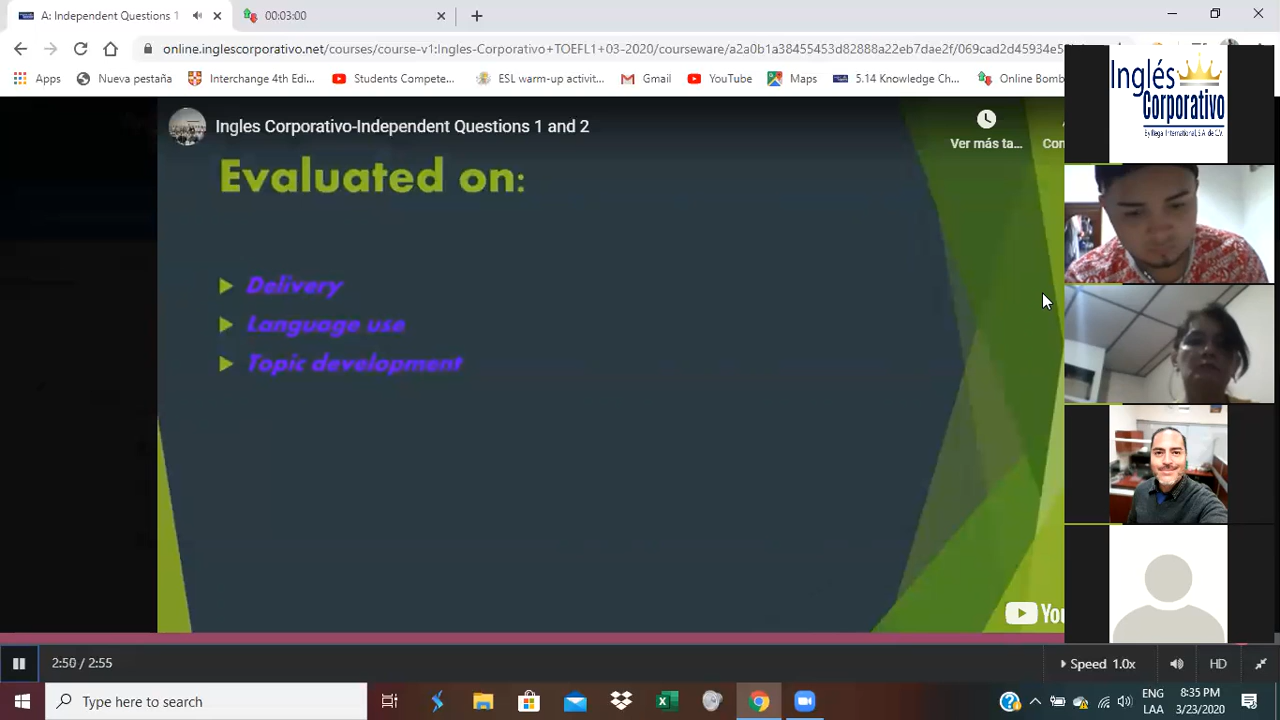 A: Independent Questions 1
00:03:00
online.inglescorporativo.net/courses/course-v1:Ingles-Corporativo+TOEFL1+03-2020/courseware/a2a0b1a38455453d82888a22eb7dae2f/069cad2d45934e5
Apps
Nueva pestaña
Interchange 4th Edi...
Students Compete...
ESL warm-up activit...
Gmail
YouTube
Maps
5.14 Knowledge Ch...
Online Bomb
Inglés
Corporativo
Ingles Corporativo-Independent Questions 1 and 2
Ver más ta...
Evaluated on:
Delivery
Language use
Topic development
2:50 / 2:55
Speed 1.0x
HD
Type here to search
ENG
LAA
8:35 PM
3/23/2020